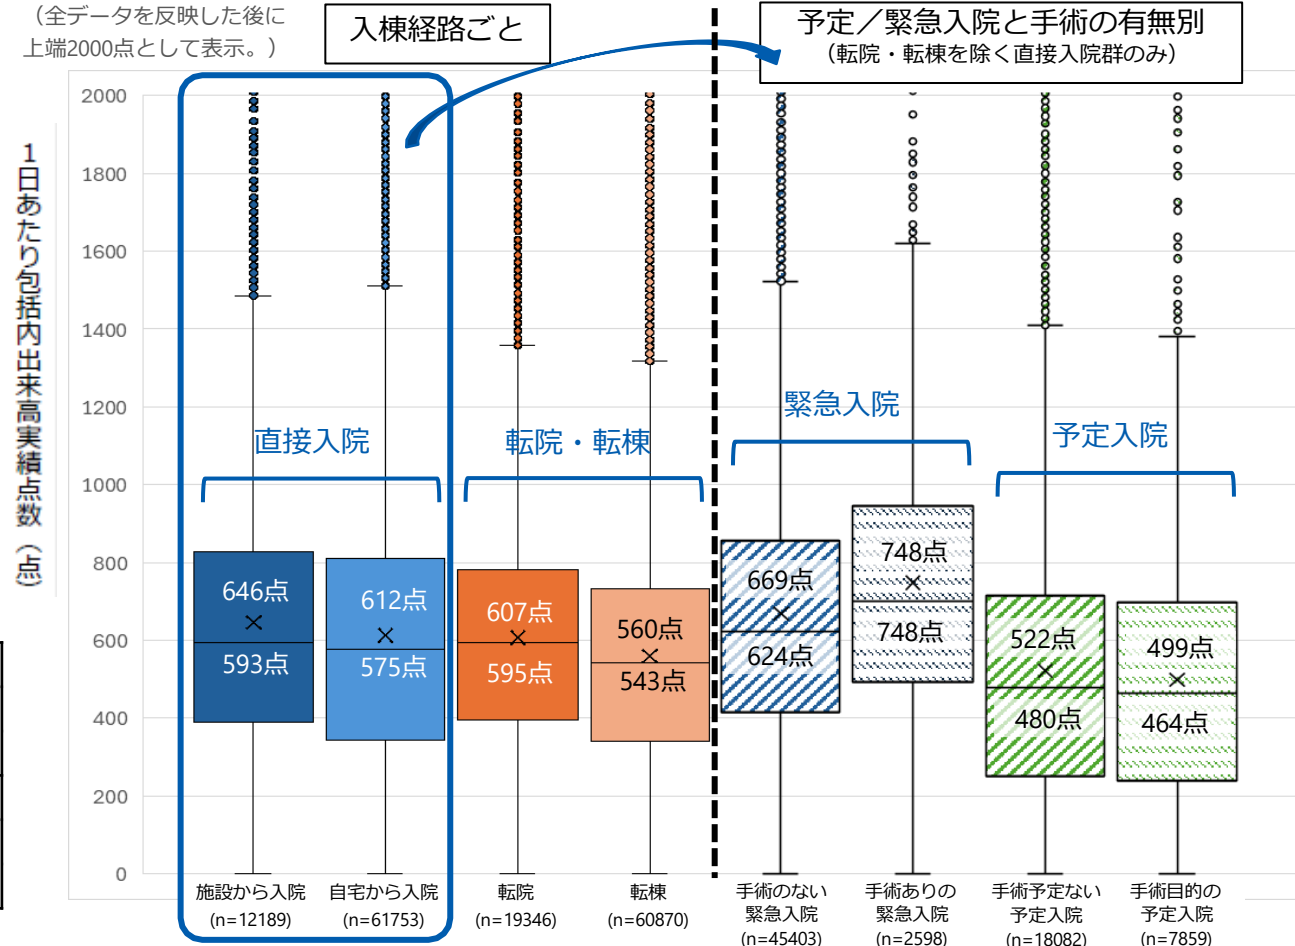 （全データを反映した後に
上端2000点として表示。）
入棟経路ごと
予定／緊急入院と手術の有無別
（転院・転棟を除く直接入院群のみ）
1日あたり包括内出来高実績点数（点）
2000
1800
1600
1400
1200
1000
800
600
400
200
0
直接入院
転院・転棟
緊急入院
予定入院
646点
593点
612点
575点
607点
595点
560点
543点
669点
624点
748点
748点
522点
480点
499点
464点
施設から入院
(n=12189)
自宅から入院
(n=61753)
転院
(n=19346)
転棟
(n=60870)
手術のない
緊急入院
(n=45403)
手術ありの
緊急入院
(n=2598)
手術予定ない
予定入院
(n=18082)
手術目的の
予定入院
(n=7859)